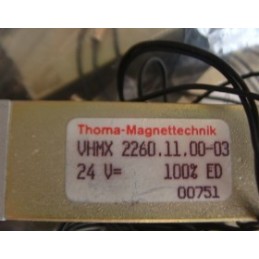 Thoma-Magnettechnik
VHMX 2260.11.00-03
24 V= 100% ED
00751